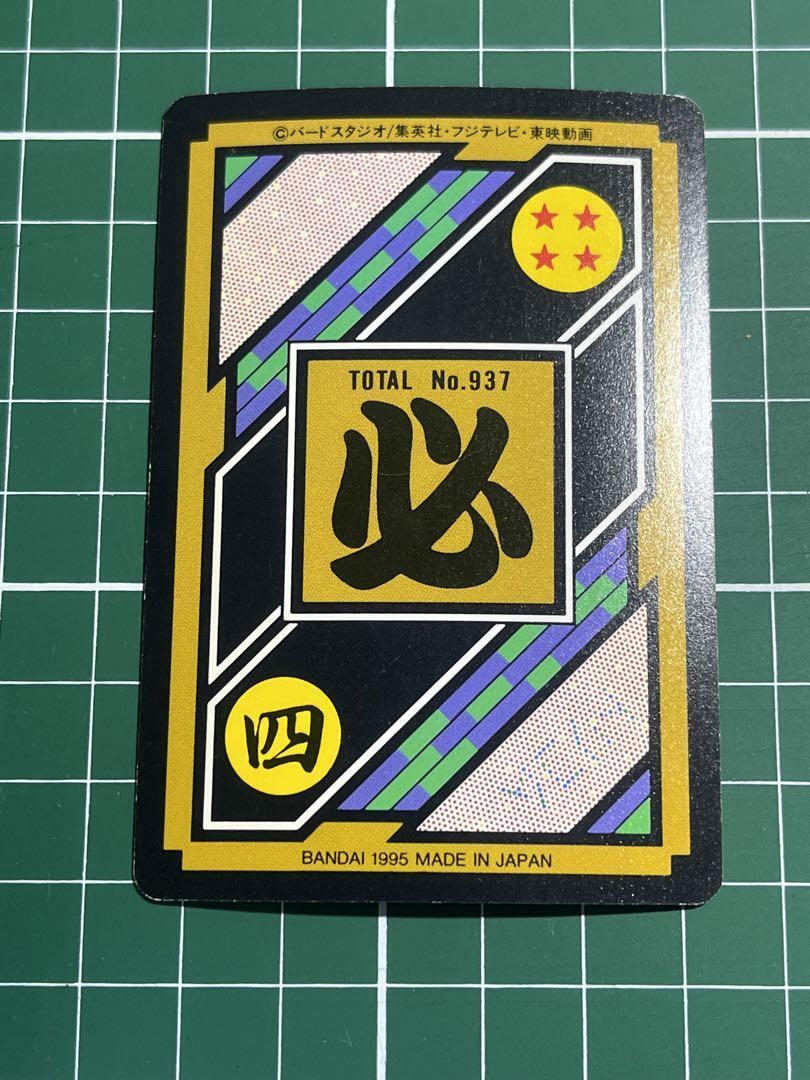 ©バードスタジオ/集英社・フジテレビ・東映動画
TOTAL No.937
必
四
BANDAI 1995 MADE IN JAPAN